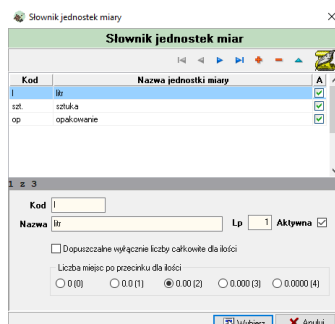 Słownik jednostek miary
Słownik jednostek miar
Kod Nazwa jednostki miary A
l litr
szt. sztuka
op opakowanie
1 z 3
Kod l
Nazwa litr Lp 1 Aktywna
Dopuszczalne wyłącznie liczby całkowite dla ilości
Liczba miejsc po przecinku dla ilości
0 (0) 0.0 (1) 0.00 (2) 0.000 (3) 0.0000 (4)
Wybierz Anuluj